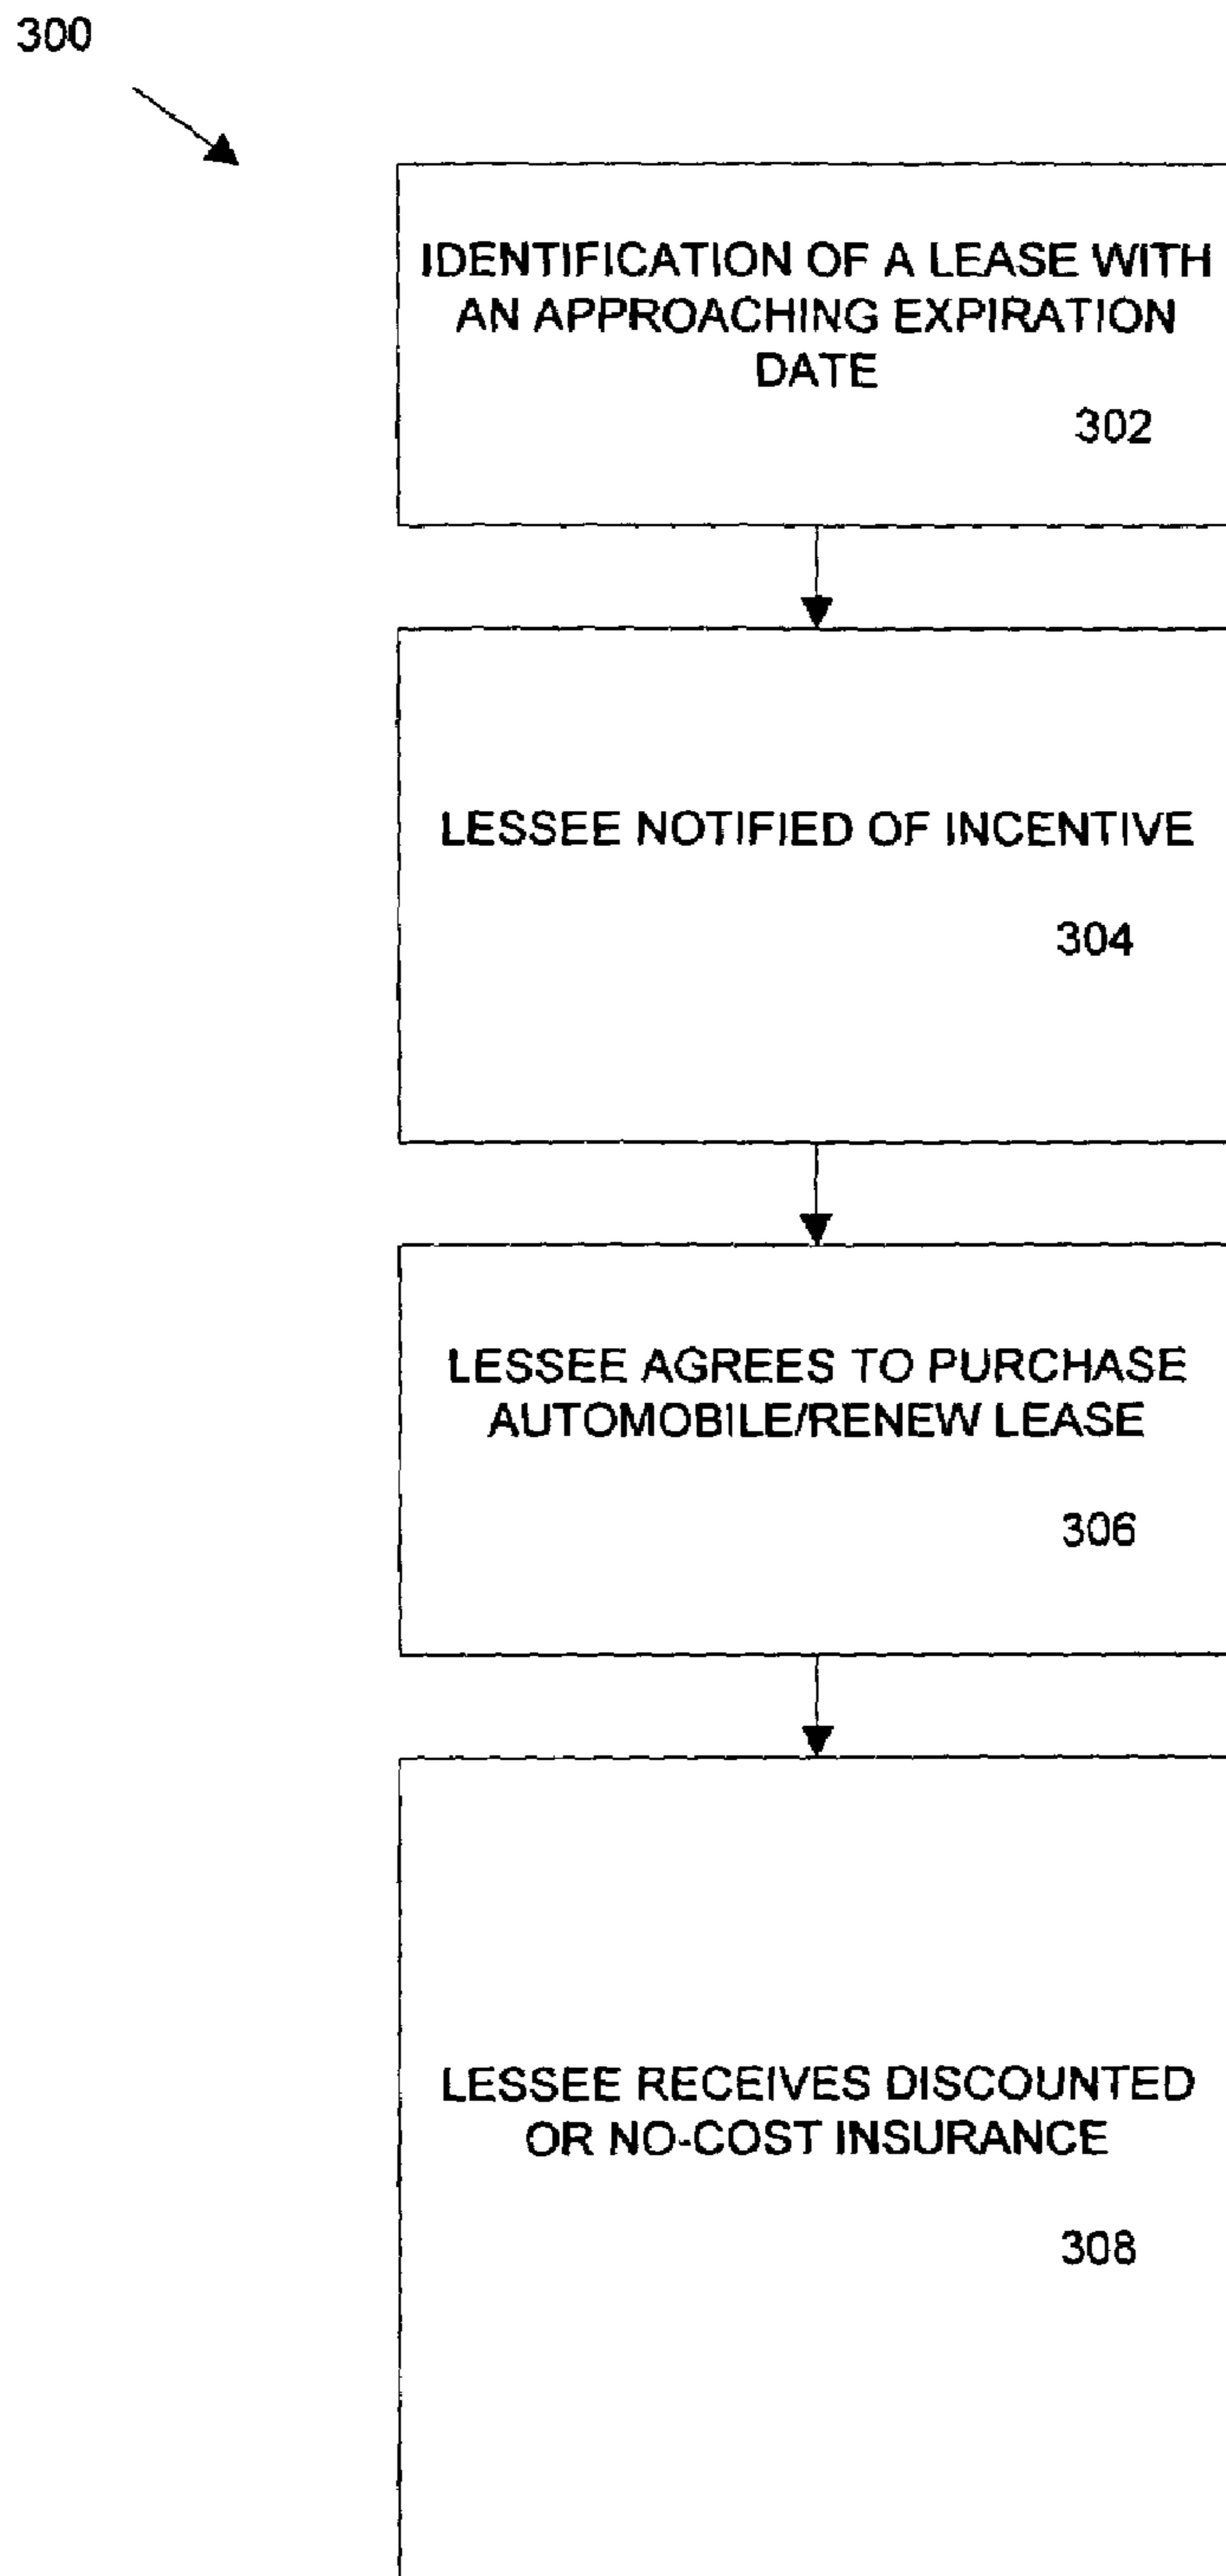 300
IDENTIFICATION OF A LEASE WITH
AN APPROACHING EXPIRATION
DATE
302
LESSEE NOTIFIED OF INCENTIVE
304
LESSEE AGREES TO PURCHASE
AUTOMOBILE/RENEW LEASE
306
LESSEE RECEIVES DISCOUNTED
OR NO-COST INSURANCE
308